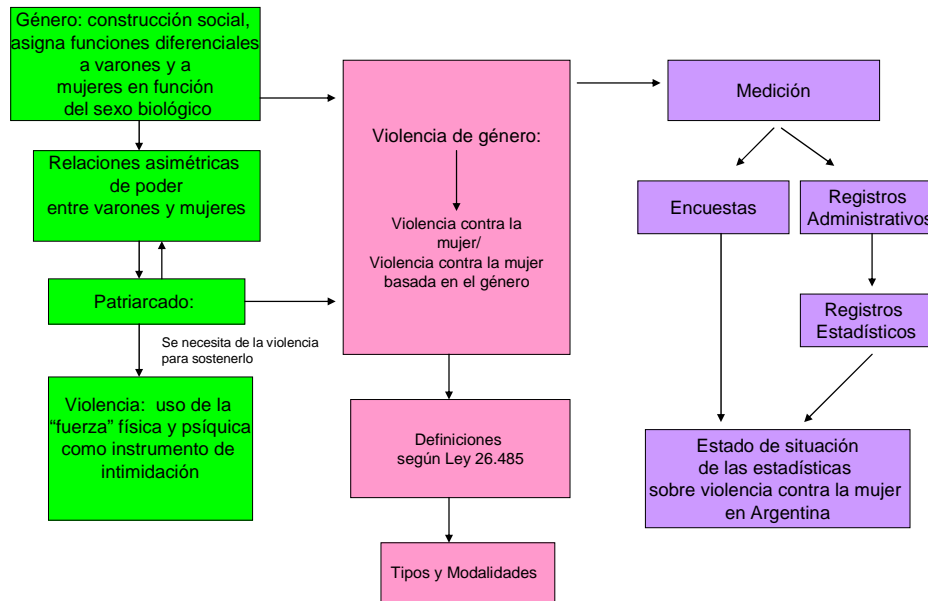 Género: construcción social,
asigna funciones diferenciales
a varones y a
mujeres en función
del sexo biológico
Relaciones asimétricas
de poder
entre varones y mujeres
Patriarcado:
Se necesita de la violencia
para sostenerlo
Violencia: uso de la
“fuerza” física y psíquica
como instrumento de
intimidación
Violencia de género:
Violencia contra la
mujer/
Violencia contra la mujer
basada en el género
Definiciones
según Ley 26.485
Tipos y Modalidades
Medición
Encuestas
Registros
Administrativos
Registros
Estadísticos
Estado de situación
de las estadísticas
sobre violencia contra la mujer
en Argentina